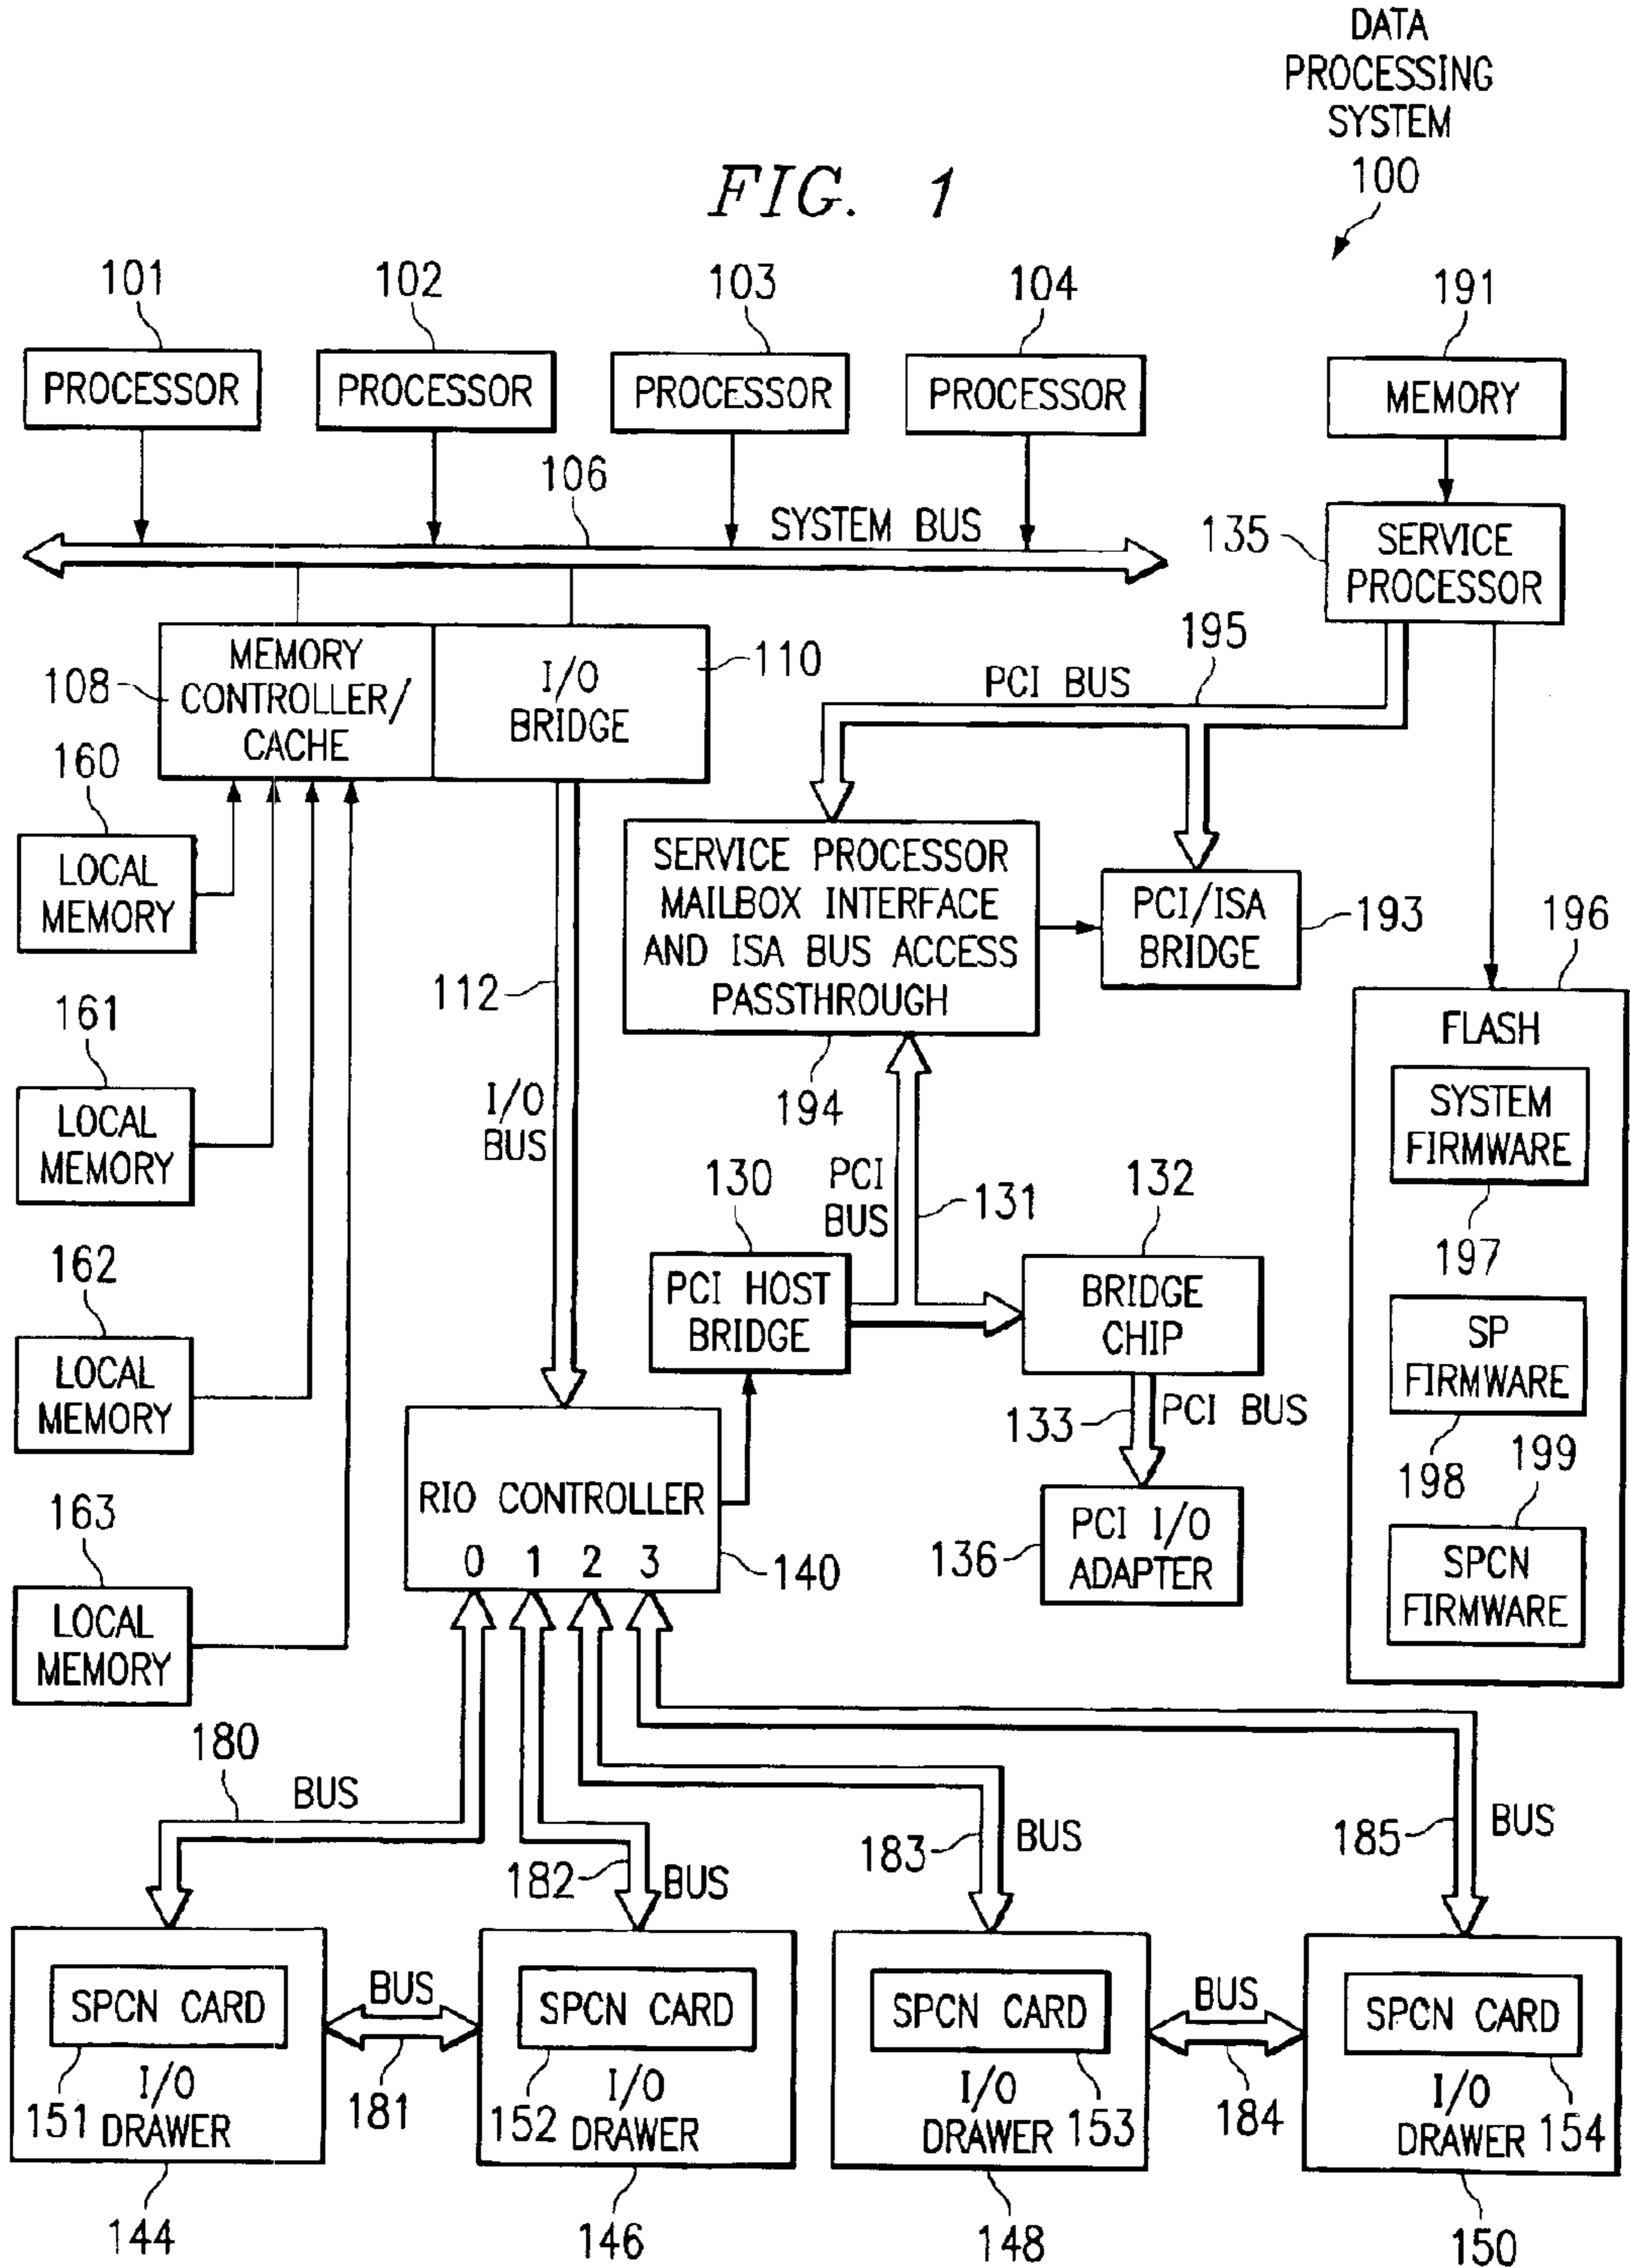 DATA
PROCESSING
SYSTEM
100
FIG. 1
101
102
103
104
191
PROCESSOR
PROCESSOR
PROCESSOR
PROCESSOR
MEMORY
106
SYSTEM BUS
135
SERVICE
PROCESSOR
108
MEMORY
CONTROLLER/
CACHE
I/O
BRIDGE
110
195
PCI BUS
160
LOCAL
MEMORY
161
LOCAL
MEMORY
162
LOCAL
MEMORY
163
LOCAL
MEMORY
112
I/O
BUS
SERVICE PROCESSOR
MAILBOX INTERFACE
AND ISA BUS ACCESS
PASSTHROUGH
194
PCI/ISA
BRIDGE
193
196
FLASH
SYSTEM
FIRMWARE
197
SP
FIRMWARE
198
199
SPCN
FIRMWARE
130
PCI HOST
BRIDGE
PCI
BUS
131
132
BRIDGE
CHIP
133
PCI BUS
136
PCI I/O
ADAPTER
RIO CONTROLLER
0 1 2 3
140
180
BUS
182
BUS
183
BUS
185
BUS
SPCN CARD
151
I/O
DRAWER
144
BUS
181
SPCN CARD
152
I/O
DRAWER
146
SPCN CARD
I/O
DRAWER
153
148
BUS
184
SPCN CARD
I/O
DRAWER
154
150